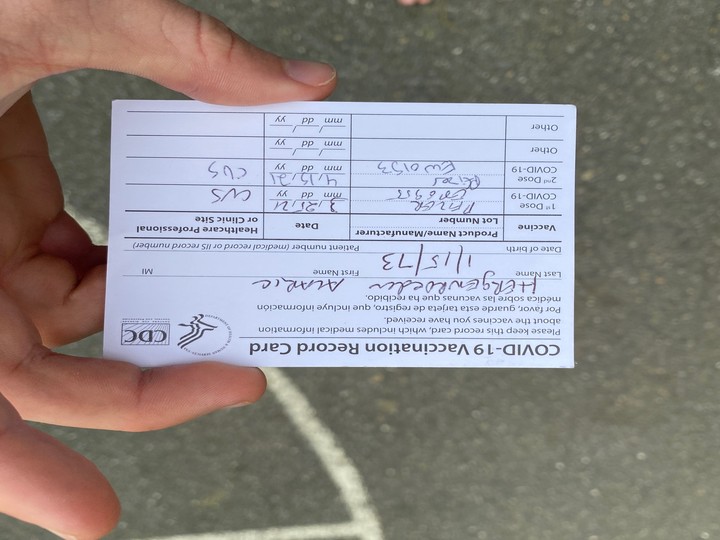 COVID-19 Vaccination Record Card
CDC
Please keep this record card, which includes medical information
about the vaccines you have received.
Por favor, guarde esta tarjeta de registro, que incluye información
médica sobre las vacunas que ha recibido.
Last Name First Name MI
1/15/73
Date of birth Patient number (medical record or IIS record number)
Vaccine Product Name/Manufacturer Lot Number Date Healthcare Professional or Clinic Site
1st Dose COVID-19 PFIZER 3/25/21 mm dd yy CVS
2nd Dose COVID-19 EW0153 4/15/21 mm dd yy CVS
Other mm dd yy
Other mm dd yy